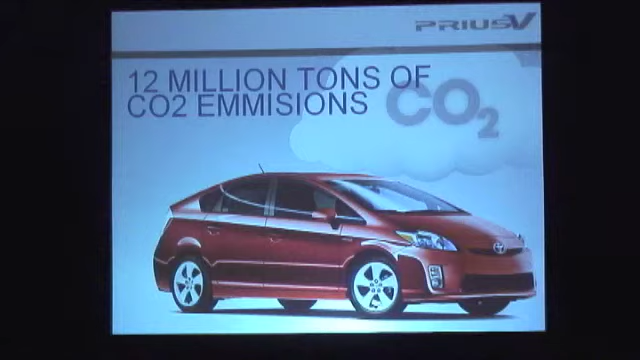 PRIUSV
12 MILLION TONS OF
CO2 EMMISIONS
CO2